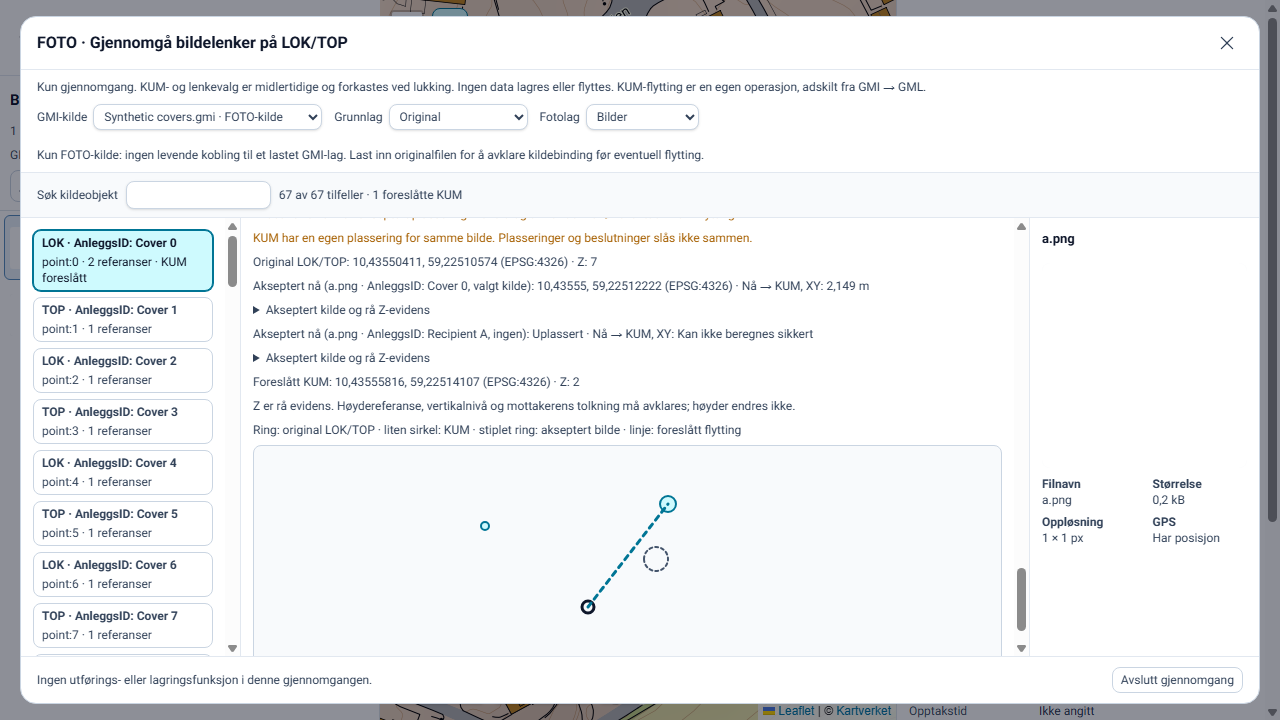 FOTO · Gjennomgå bildelenker på LOK/TOP
Kun gjennomgang. KUM- og lenkevalg er midlertidige og forkastes ved lukking. Ingen data lagres eller flyttes. KUM-flytting er en egen operasjon, adskilt fra GMI → GML.
GMI-kilde Synthetic covers.gmi · FOTO-kilde Grunnlag Original Fotolag Bilder
Kun FOTO-kilde: ingen levende kobling til et lastet GMI-lag. Last inn originalfilen for å avklare kildebinding før eventuell flytting.
Søk kildeobjekt 67 av 67 tilfeller · 1 foreslåtte KUM
LOK · AnleggsID: Cover 0
point:0 · 2 referanser · KUM
foreslått
TOP · AnleggsID: Cover 1
point:1 · 1 referanser
LOK · AnleggsID: Cover 2
point:2 · 1 referanser
TOP · AnleggsID: Cover 3
point:3 · 1 referanser
LOK · AnleggsID: Cover 4
point:4 · 1 referanser
TOP · AnleggsID: Cover 5
point:5 · 1 referanser
LOK · AnleggsID: Cover 6
point:6 · 1 referanser
TOP · AnleggsID: Cover 7
point:7 · 1 referanser
KUM har en egen plassering for samme bilde. Plasseringer og beslutninger slås ikke sammen.
Original LOK/TOP: 10,43550411, 59,22510574 (EPSG:4326) · Z: 7
Akseptert nå (a.png · AnleggsID: Cover 0, valgt kilde): 10,43555, 59,22512222 (EPSG:4326) · Nå → KUM, XY: 2,149 m
Akseptert kilde og rå Z-evidens
Akseptert nå (a.png · AnleggsID: Recipient A, ingen): Uplassert · Nå → KUM, XY: Kan ikke beregnes sikkert
Akseptert kilde og rå Z-evidens
Foreslått KUM: 10,43555816, 59,22514107 (EPSG:4326) · Z: 2
Z er rå evidens. Høydereferanse, vertikalnivå og mottakerens tolkning må avklares; høyder endres ikke.
Ring: original LOK/TOP · liten sirkel: KUM · stiplet ring: akseptert bilde · linje: foreslått flytting
a.png
Filnavn
a.png
Størrelse
0,2 kB
Oppløsning
1 × 1 px
GPS
Har posisjon
Ingen utførings- eller lagringsfunksjon i denne gjennomgangen.
Avslutt gjennomgang
Leaflet | © Kartverket
Opptakstid
Ikke angitt